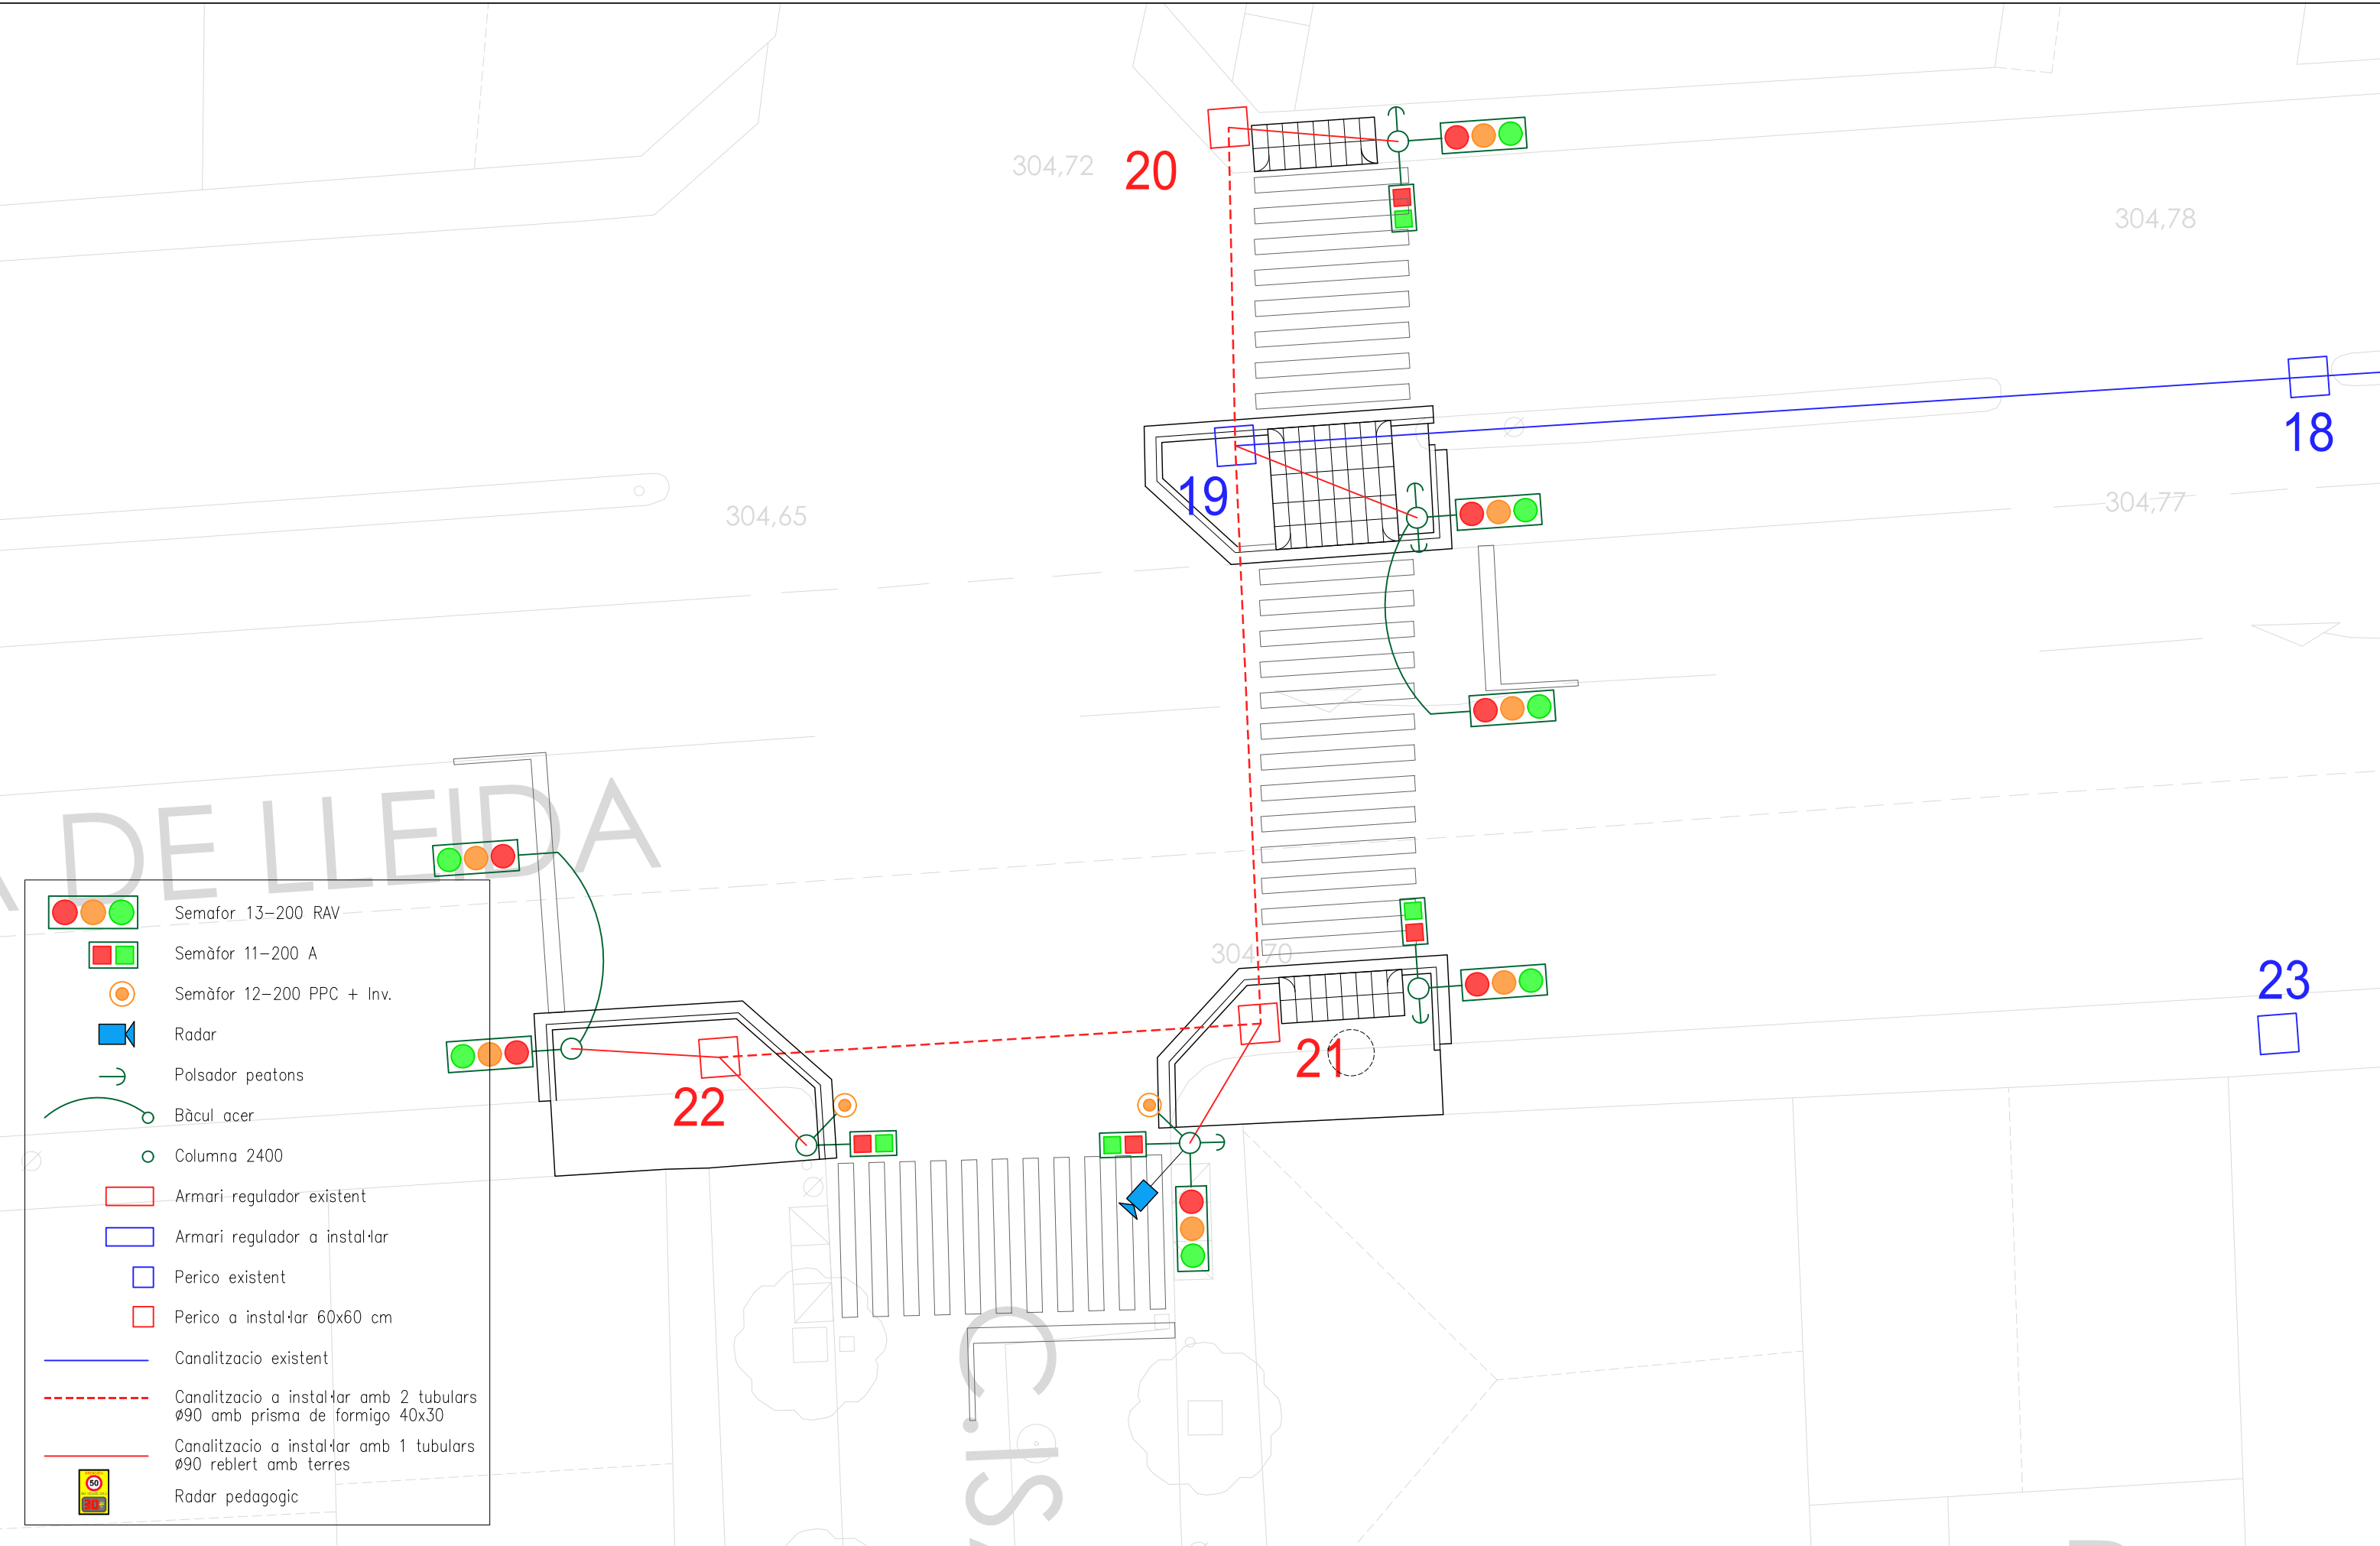 20
304,72
304,78
18
19
304,65
304,77
DE LLEIDA
304,70
23
21
22
C. IS
Semafor 13-200 RAV
Semàfor 11-200 A
Semàfor 12-200 PPC + Inv.
Radar
Polsador peatons
Bàcul acer
Columna 2400
Armari regulador existent
Armari regulador a instal·lar
Perico existent
Perico a instal·lar 60x60 cm
Canalitzacio existent
Canalitzacio a instal·lar amb 2 tubulars
ø90 amb prisma de formigo 40x30
Canalitzacio a instal·lar amb 1 tubulars
ø90 reblert amb terres
50
30
Radar pedagogic